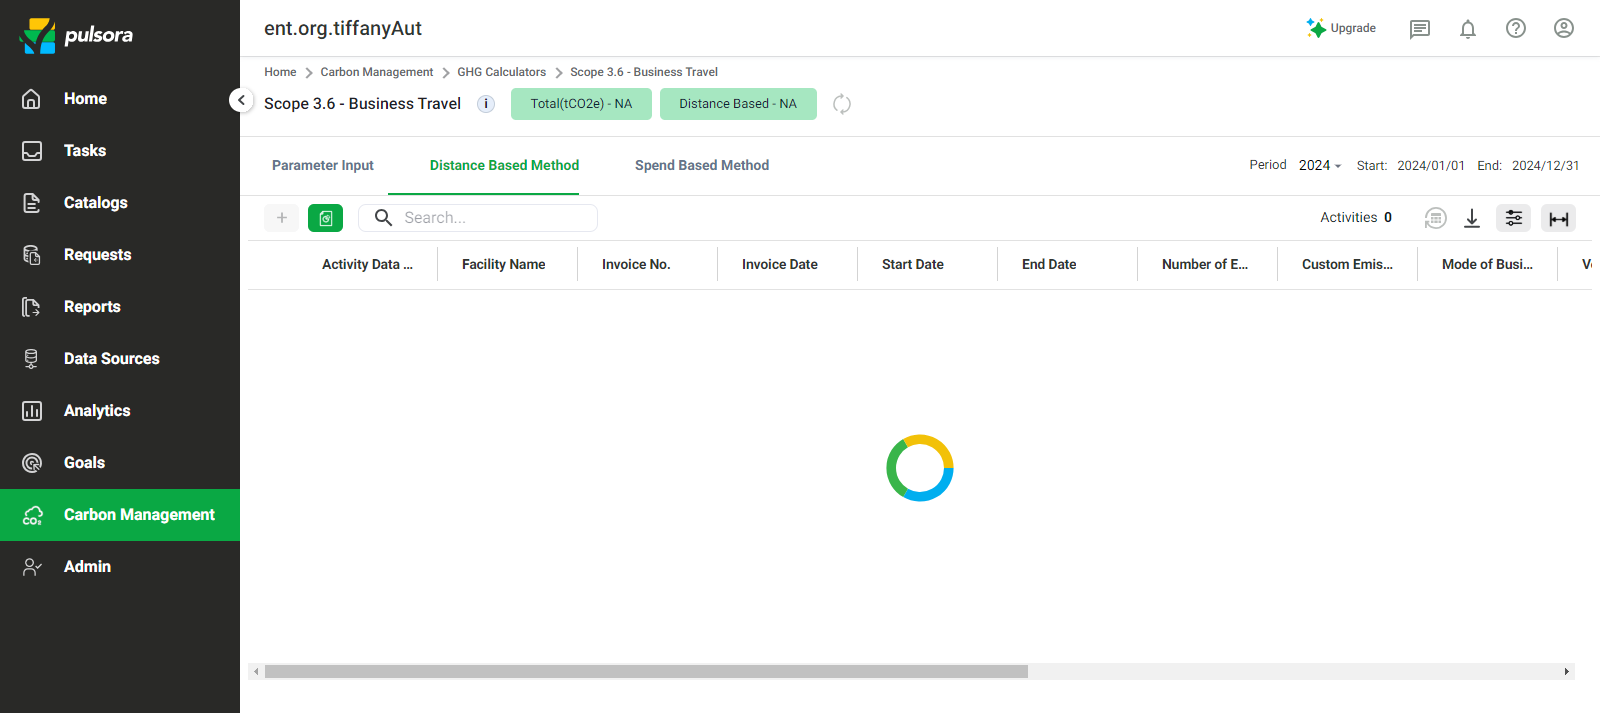 pulsora
ent.org.tiffanyAut
Upgrade
Home
Tasks
Catalogs
Requests
Reports
Data Sources
Analytics
Goals
Carbon Management
Admin
Home > Carbon Management > GHG Calculators > Scope 3.6 - Business Travel
Scope 3.6 - Business Travel i Total(tCO2e) - NA Distance Based - NA
Parameter Input Distance Based Method Spend Based Method Period 2024 Start: 2024/01/01 End: 2024/12/31
+ Search... Activities 0
Activity Data ... Facility Name Invoice No. Invoice Date Start Date End Date Number of E... Custom Emis... Mode of Busi...